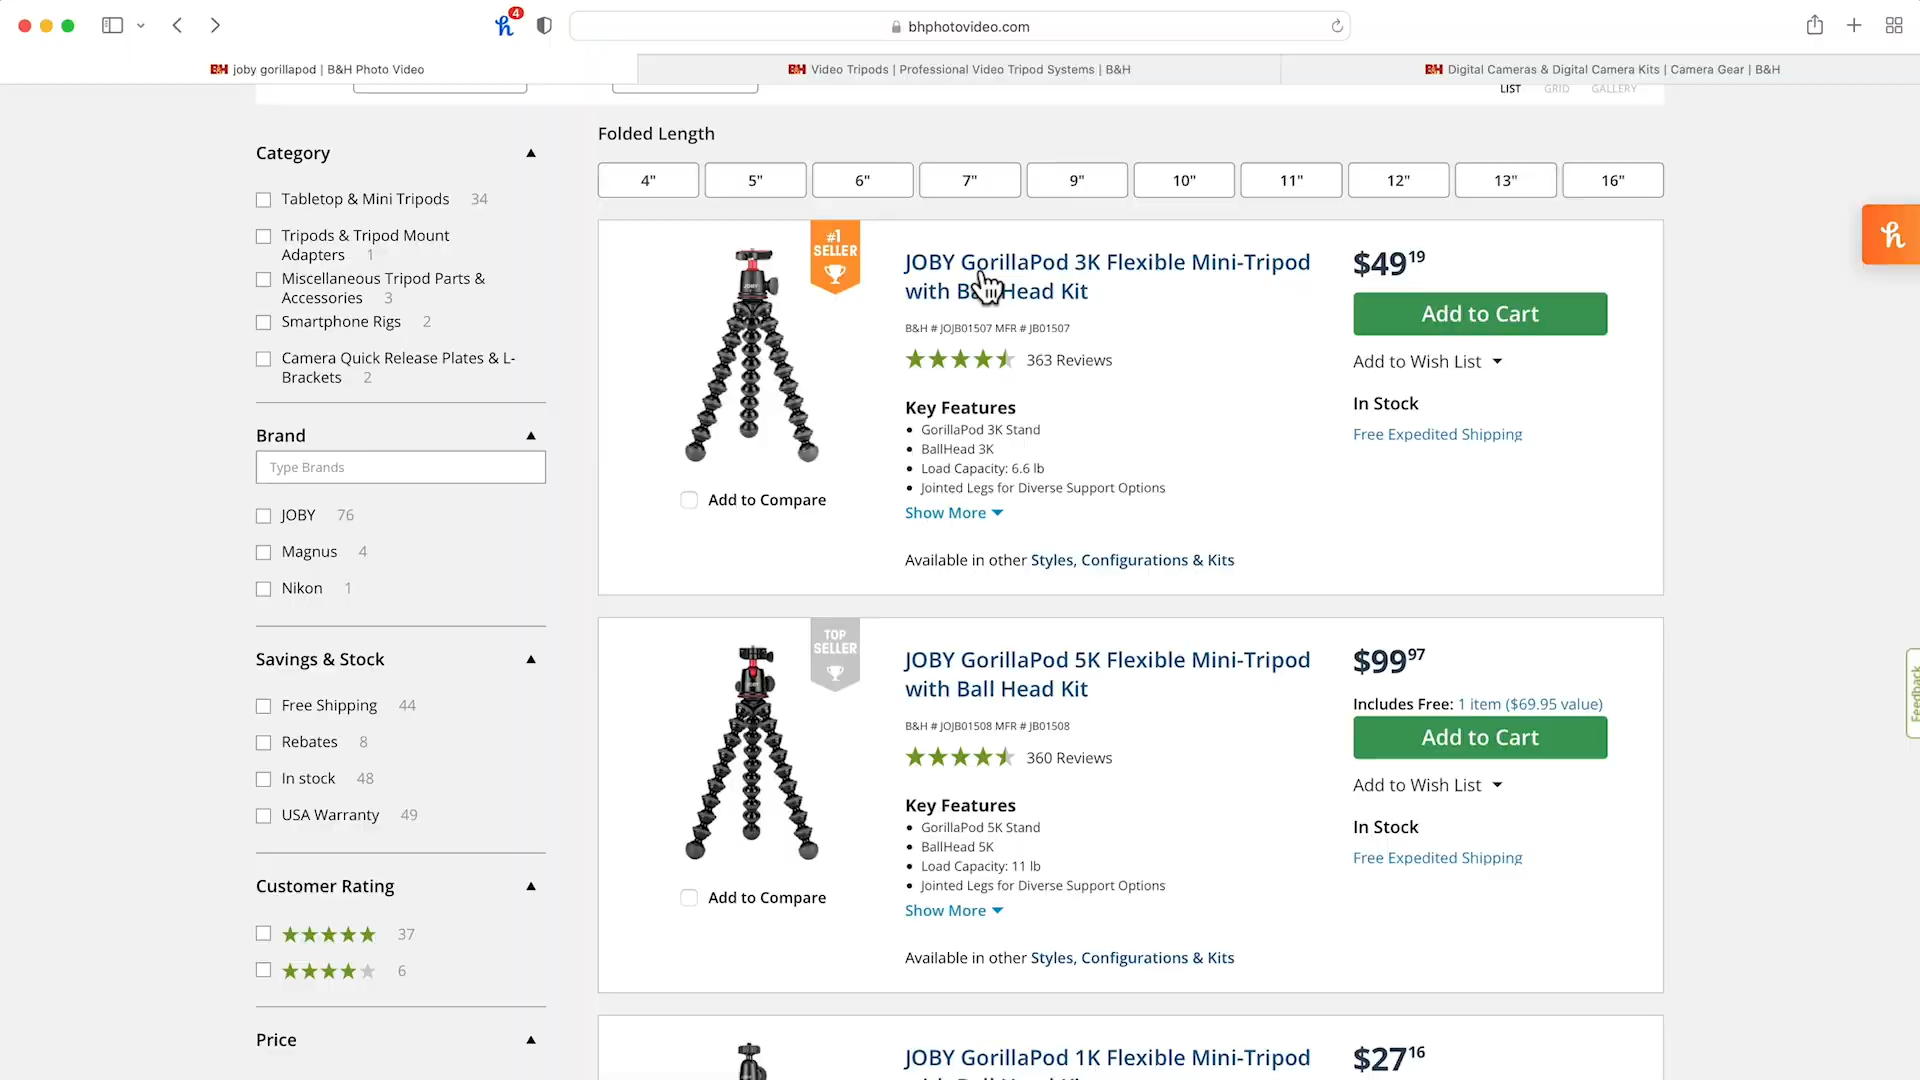 4
bhphotovideo.com
B&H joby gorillapod | B&H Photo Video
B&H Video Tripods | Professional Video Tripod Systems | B&H
B&H Digital Cameras & Digital Camera Kits | Camera Gear | B&H
LIST GRID GALLERY
Category
Tabletop & Mini Tripods 34
Tripods & Tripod Mount
Adapters 1
Miscellaneous Tripod Parts &
Accessories 3
Smartphone Rigs 2
Camera Quick Release Plates & L-
Brackets 2
Brand
Type Brands
JOBY 76
Magnus 4
Nikon 1
Savings & Stock
Free Shipping 44
Rebates 8
In stock 48
USA Warranty 49
Customer Rating
37
6
Price
Folded Length
4" 5" 6" 7" 9" 10" 11" 12" 13" 16"
#1
SELLER
JOBY
Add to Compare
JOBY GorillaPod 3K Flexible Mini-Tripod
with Ball Head Kit
B&H # JOJB01507 MFR # JB01507
363 Reviews
Key Features
GorillaPod 3K Stand
BallHead 3K
Load Capacity: 6.6 lb
Jointed Legs for Diverse Support Options
Show More
Available in other Styles, Configurations & Kits
$49 19
Add to Cart
Add to Wish List
In Stock
Free Expedited Shipping
TOP
SELLER
Add to Compare
JOBY GorillaPod 5K Flexible Mini-Tripod
with Ball Head Kit
B&H # JOJB01508 MFR # JB01508
360 Reviews
Key Features
GorillaPod 5K Stand
BallHead 5K
Load Capacity: 11 lb
Jointed Legs for Diverse Support Options
Show More
Available in other Styles, Configurations & Kits
$99 97
Includes Free: 1 item ($69.95 value)
Add to Cart
Add to Wish List
In Stock
Free Expedited Shipping
JOBY GorillaPod 1K Flexible Mini-Tripod
$27 16
Feedback